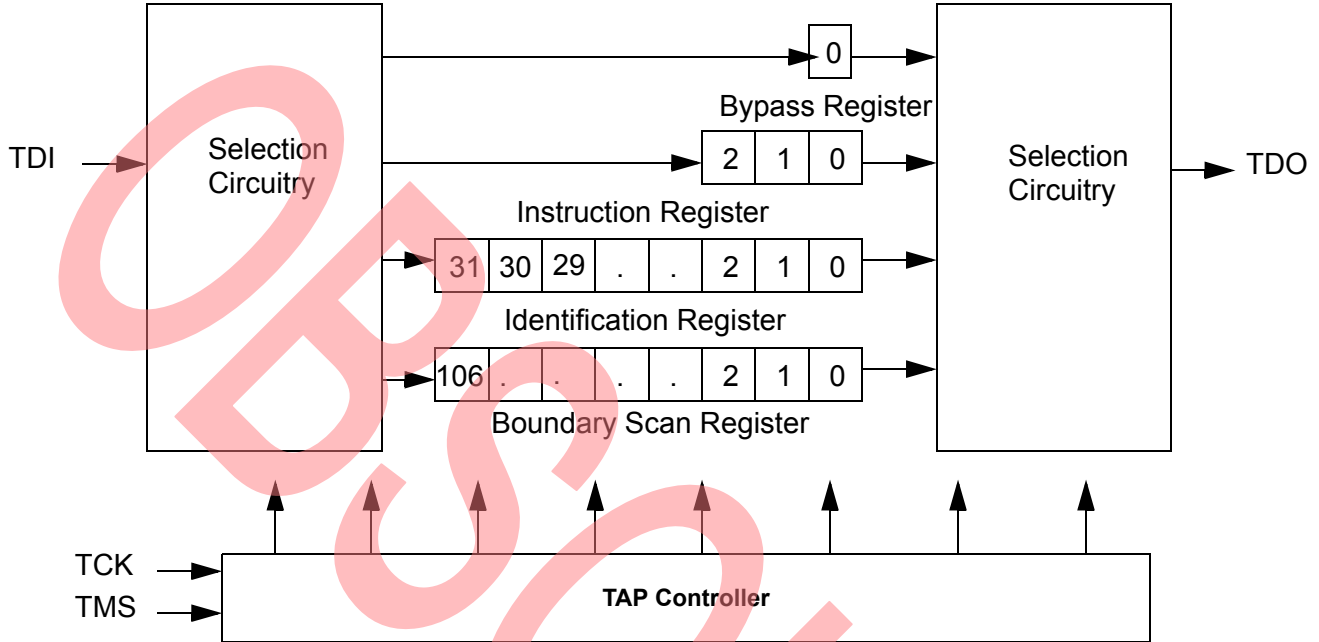 0
Bypass Register
TDI
Selection
Circuitry
2 1 0
Selection
Circuitry
TDO
Instruction Register
31 30 29 . . 2 1 0
Identification Register
106 . . . . 2 1 0
Boundary Scan Register
TCK
TMS
TAP Controller
OBSO